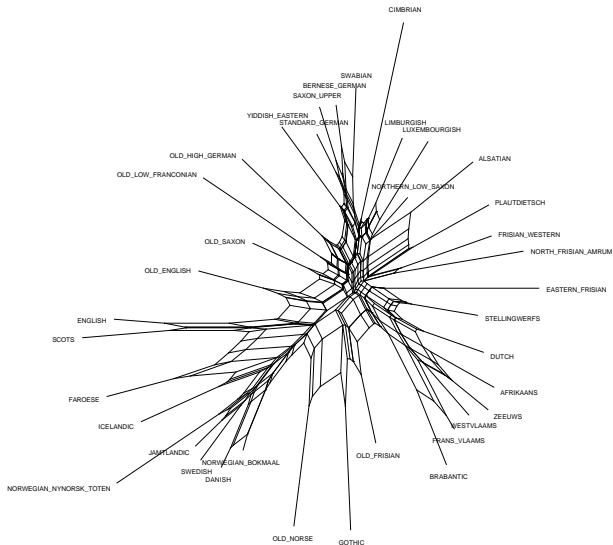 CIMBRIAN
SWABIAN
BERNESE_GERMAN
SAXON_UPPER
YIDDISH_EASTERN
STANDARD_GERMAN
LIMBURGISH
LUXEMBOURGISH
OLD_HIGH_GERMAN
ALSATIAN
OLD_LOW_FRANCONIAN
NORTHERN_LOW_SAXON
PLAUTDIETSCH
FRISIAN_WESTERN
OLD_SAXON
NORTH_FRISIAN_AMRUM
OLD_ENGLISH
EASTERN_FRISIAN
STELLINGWERFS
ENGLISH
SCOTS
DUTCH
AFRIKAANS
FAROESE
ZEEUWS
ICELANDIC
WESTVLAAMS
FRANS_VLAAMS
JAMTLANDIC
OLD_FRISIAN
NORWEGIAN_BOKMAAL
SWEDISH
BRABANTIC
DANISH
NORWEGIAN_NYNORSK_TOTEN
OLD_NORSE
GOTHIC